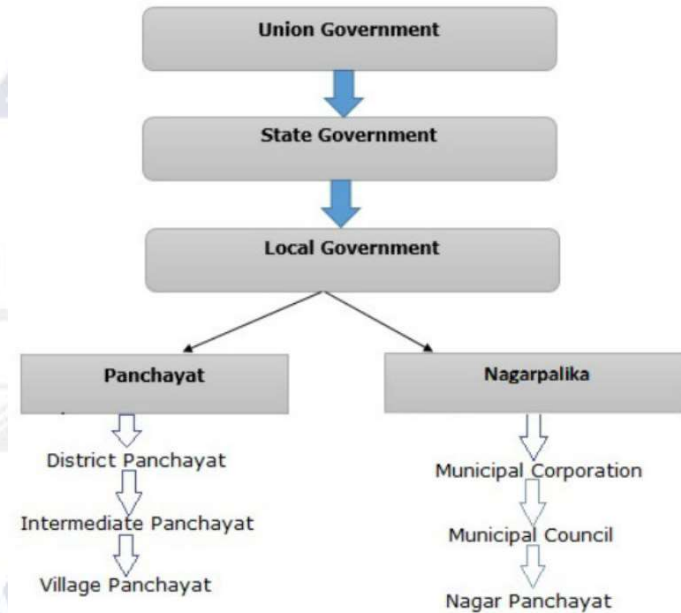 Union Government
State Government
Local Government
Panchayat
Nagarpalika
District Panchayat
Municipal Corporation
Intermediate Panchayat
Municipal Council
Village Panchayat
Nagar Panchayat